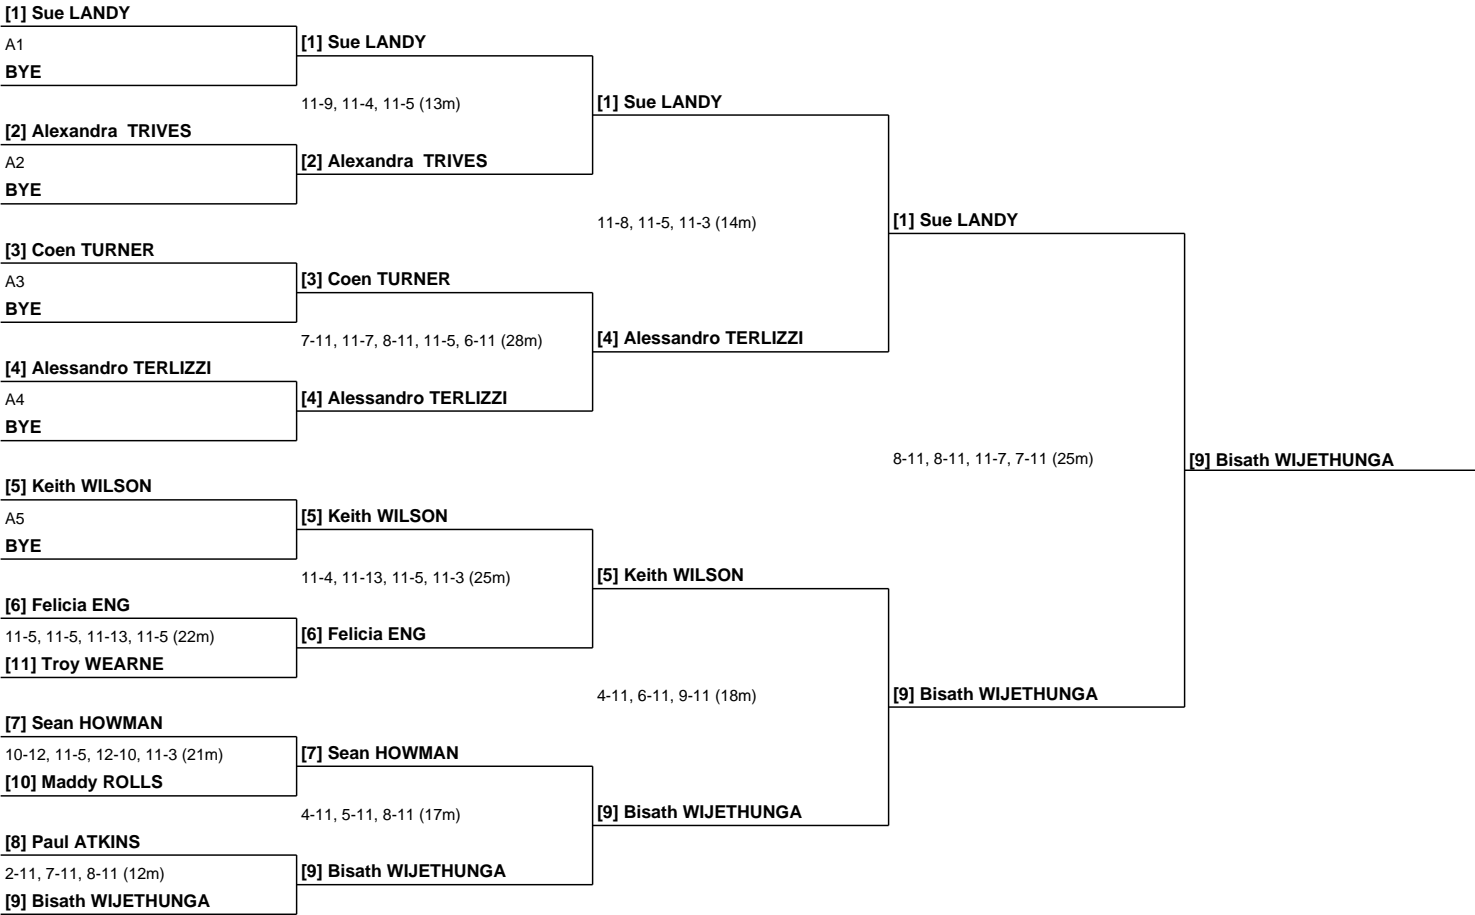 [1] Sue LANDY
A1
BYE
[2] Alexandra  TRIVES
A2
BYE
[3] Coen TURNER
A3
BYE
[4] Alessandro TERLIZZI
A4
BYE
[5] Keith WILSON
A5
BYE
[6] Felicia ENG
11-5, 11-5, 11-13, 11-5 (22m)
[11] Troy WEARNE
[7] Sean HOWMAN
10-12, 11-5, 12-10, 11-3 (21m)
[10] Maddy ROLLS
[8] Paul ATKINS
2-11, 7-11, 8-11 (12m)
[9] Bisath WIJETHUNGA
[1] Sue LANDY
11-9, 11-4, 11-5 (13m)
[2] Alexandra  TRIVES
[3] Coen TURNER
7-11, 11-7, 8-11, 11-5, 6-11 (28m)
[4] Alessandro TERLIZZI
[5] Keith WILSON
11-4, 11-13, 11-5, 11-3 (25m)
[6] Felicia ENG
[7] Sean HOWMAN
4-11, 5-11, 8-11 (17m)
[9] Bisath WIJETHUNGA
[1] Sue LANDY
11-8, 11-5, 11-3 (14m)
[4] Alessandro TERLIZZI
[5] Keith WILSON
4-11, 6-11, 9-11 (18m)
[9] Bisath WIJETHUNGA
[1] Sue LANDY
8-11, 8-11, 11-7, 7-11 (25m)
[9] Bisath WIJETHUNGA
[9] Bisath WIJETHUNGA